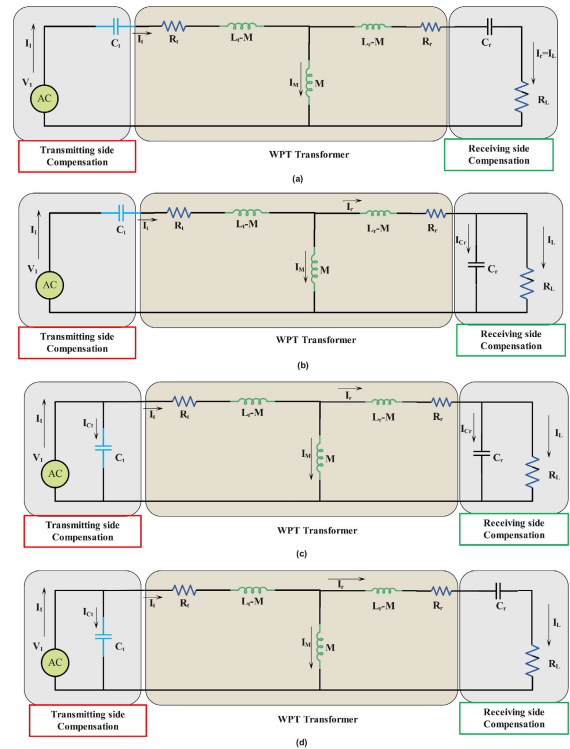 I1
Ct
It
Rt
Lt-M
Lr-M
Rr
Cr
Ir=IL
V1
AC
IM
M
RL
Transmitting side
Compensation
WPT Transformer
Receiving side
Compensation
(a)
I1
Ct
It
Rt
Lt-M
Ir
Lr-M
Rr
ICr
IL
V1
AC
IM
M
Cr
RL
Transmitting side
Compensation
WPT Transformer
Receiving side
Compensation
(b)
I1
ICt
It
Rt
Lt-M
Ir
Lr-M
Rr
ICr
IL
V1
AC
Ct
IM
M
Cr
RL
Transmitting side
Compensation
WPT Transformer
Receiving side
Compensation
(c)
I1
ICt
It
Rt
Lt-M
Ir
Lr-M
Rr
Cr
IL
V1
AC
Ct
IM
M
RL
Transmitting side
Compensation
WPT Transformer
Receiving side
Compensation
(d)